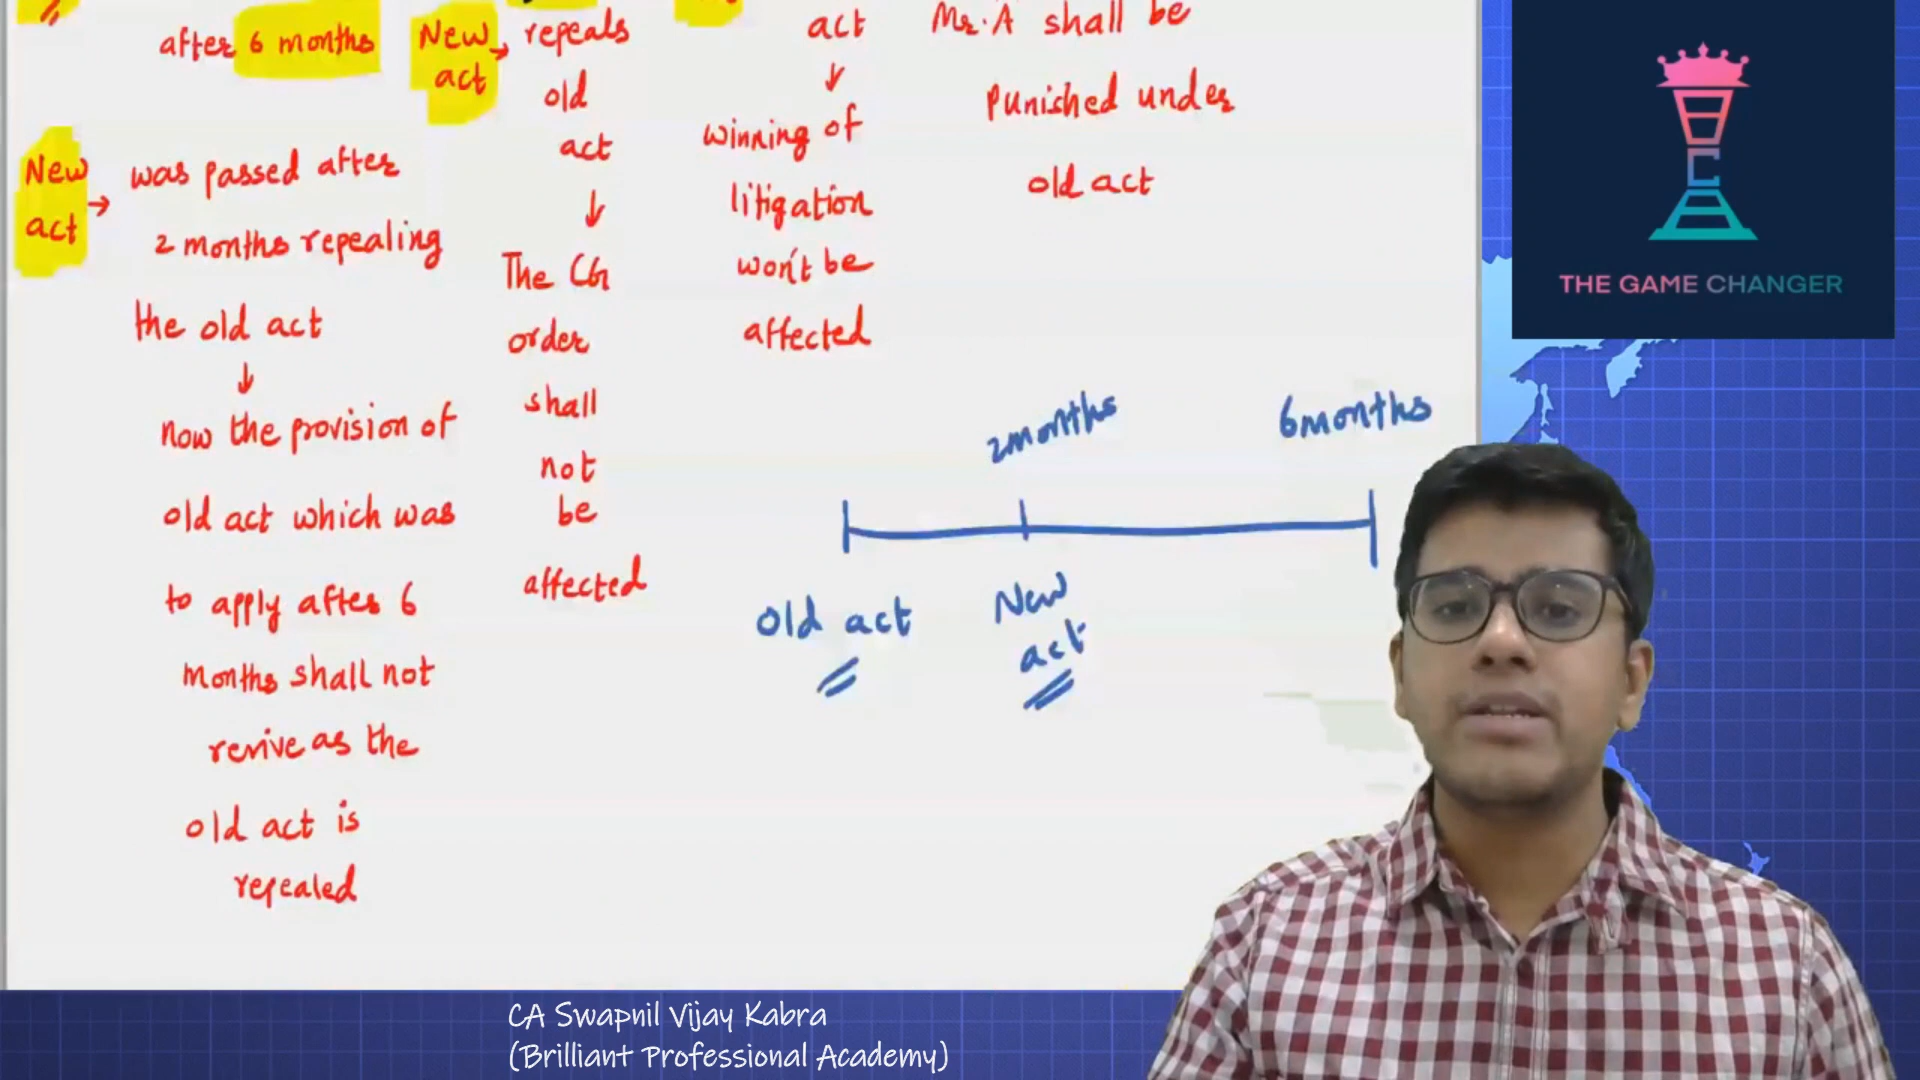 after 6 months
New
act
was passed after
2 months repealing
the old act
now the provision of
old act which was
to apply after 6
months shall not
revive as the
old act is
repealed
New
act
repeals
old
act
The CG
order
shall
not
be
affected
act
winning of
litigation
won't be
affected
Mr. A shall be
punished under
old act
2months
6months
old act
New
act
THE GAME CHANGER
CA Swapnil Vijay Kabra
(Brilliant Professional Academy)